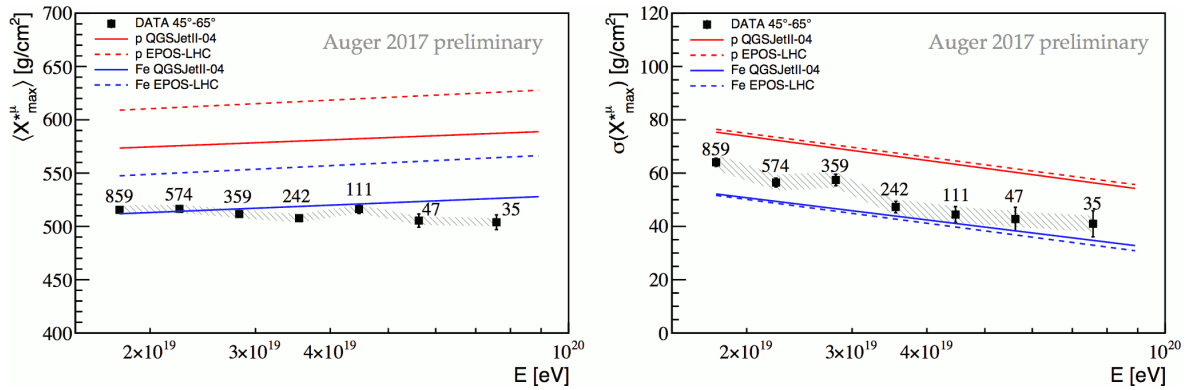 700
650
600
550
500
450
400
⟨X*μmax⟩ [g/cm²]
DATA 45°-65°
p QGSJetII-04
p EPOS-LHC
Fe QGSJetII-04
Fe EPOS-LHC
Auger 2017 preliminary
859 574 359 242 111 47 35
2×10¹⁹ 3×10¹⁹ 4×10¹⁹ 10²⁰
E [eV]
120
100
80
60
40
20
0
σ(X*μmax) [g/cm²]
DATA 45°-65°
p QGSJetII-04
p EPOS-LHC
Fe QGSJetII-04
Fe EPOS-LHC
Auger 2017 preliminary
859 574 359 242 111 47 35
2×10¹⁹ 3×10¹⁹ 4×10¹⁹ 10²⁰
E [eV]